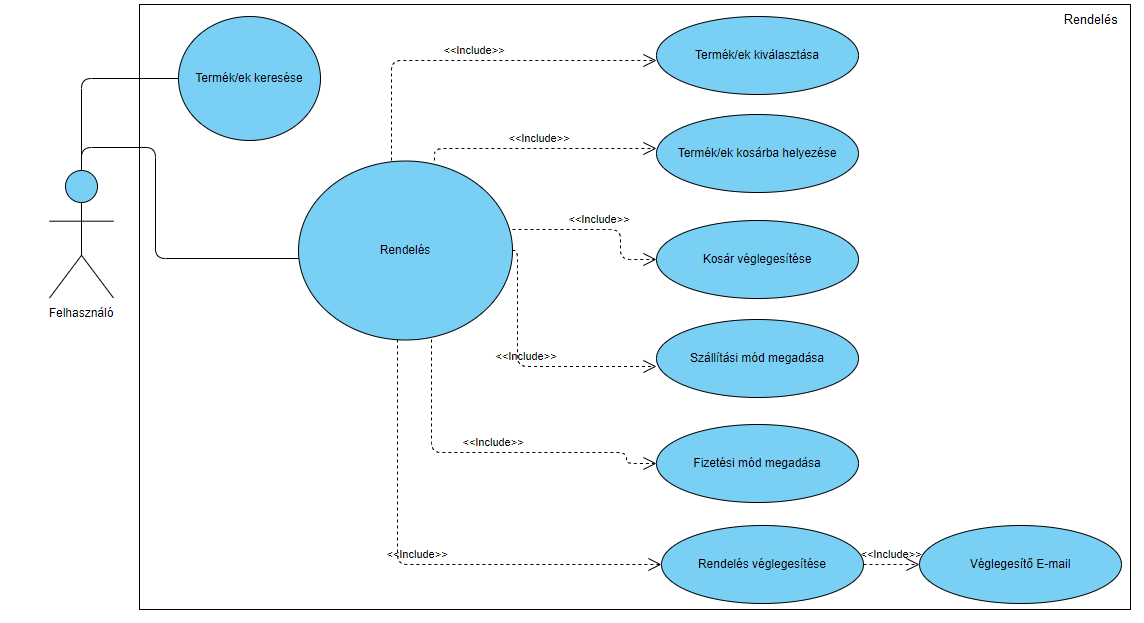 Rendelés
<<Include>>
Termék/ek kiválasztása
Termék/ek keresése
<<Include>>
Termék/ek kosárba helyezése
<<Include>>
Rendelés
Kosár véglegesítése
Felhasználó
<<Include>>
Szállítási mód megadása
<<Include>>
Fizetési mód megadása
<<Include>>
Rendelés véglegesítése
<<Include>>
Véglegesítő E-mail